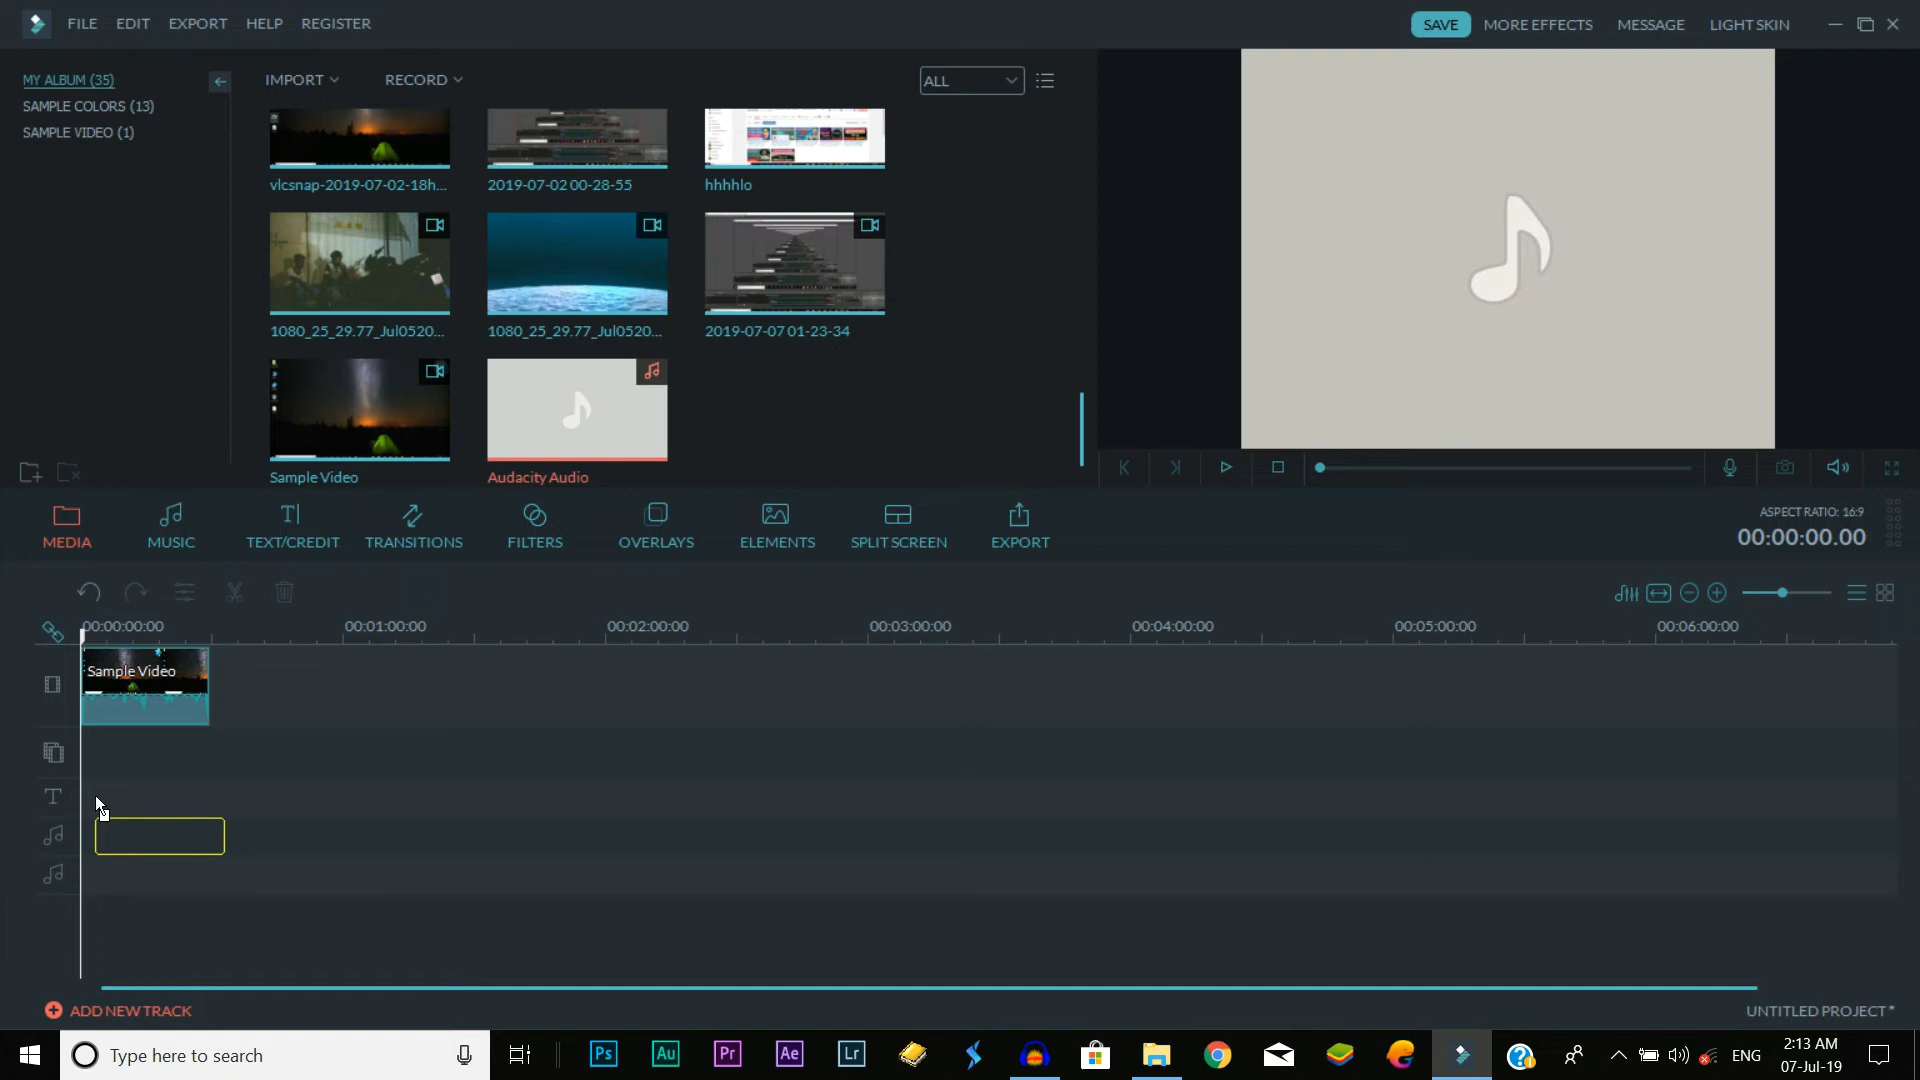 FILE EDIT EXPORT HELP REGISTER
SAVE MORE EFFECTS MESSAGE LIGHT SKIN
MY ALBUM (35)
SAMPLE COLORS (13)
SAMPLE VIDEO (1)
IMPORT RECORD ALL
vlcsnap-2019-07-02-18h... 2019-07-02 00-28-55 hhhhlo
1080_25_29.77_Jul0520... 1080_25_29.77_Jul0520... 2019-07-07 01-23-34
Sample Video Audacity Audio
MEDIA MUSIC TEXT/CREDIT TRANSITIONS FILTERS OVERLAYS ELEMENTS SPLIT SCREEN EXPORT
ASPECT RATIO: 16:9
00:00:00.00
00:00:00:00 00:01:00:00 00:02:00:00 00:03:00:00 00:04:00:00 00:05:00:00 00:06:00:00
Sample Video
ADD NEW TRACK
UNTITLED PROJECT *
Type here to search
Ps Au Pr Ae Lr
ENG
2:13 AM
07-Jul-19